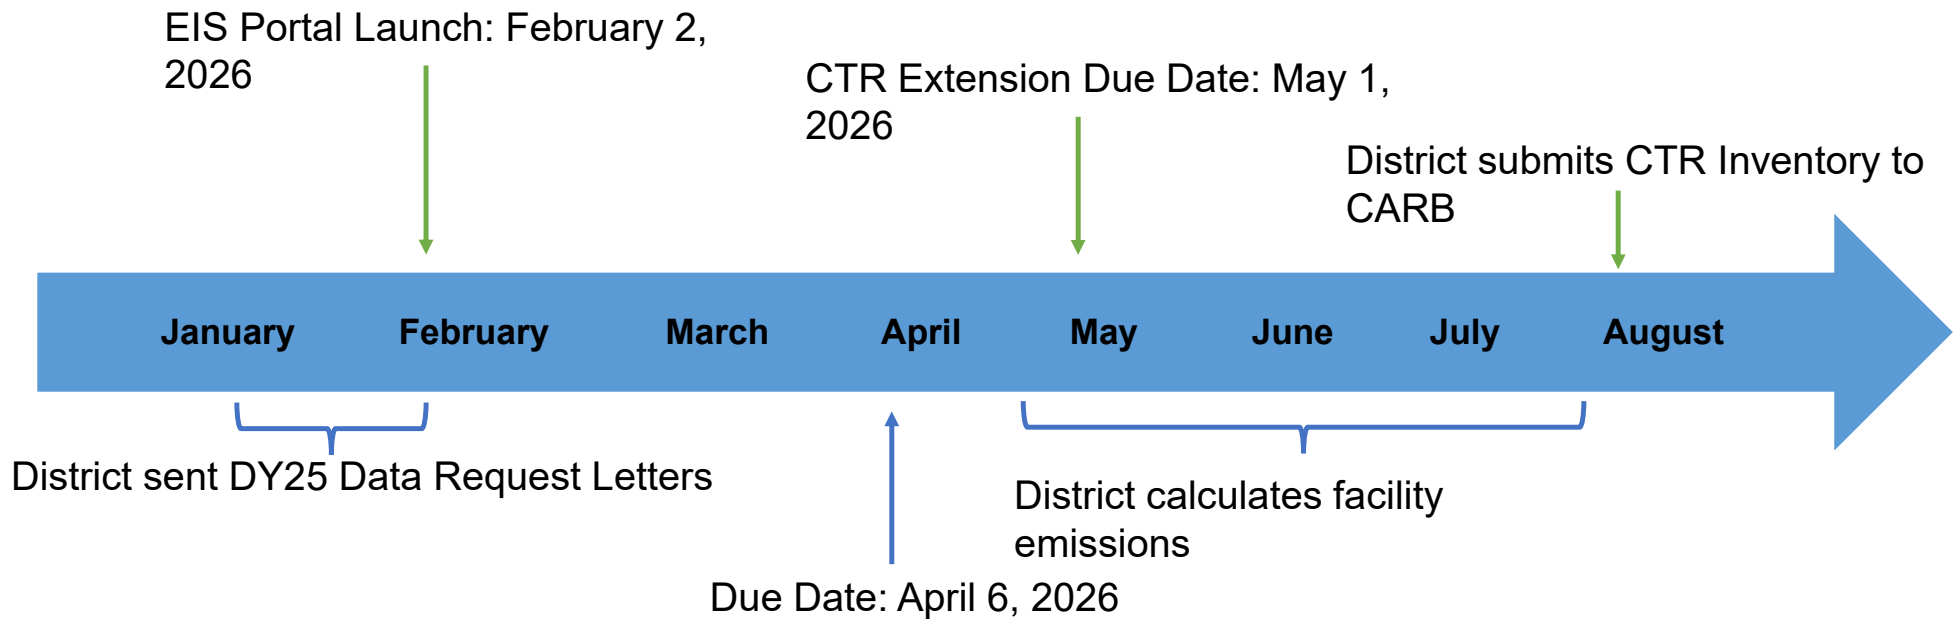 EIS Portal Launch: February 2,
2026
CTR Extension Due Date: May 1,
2026
District submits CTR Inventory to
CARB
January February March April May June July August
District sent DY25 Data Request Letters
District calculates facility
emissions
Due Date: April 6, 2026